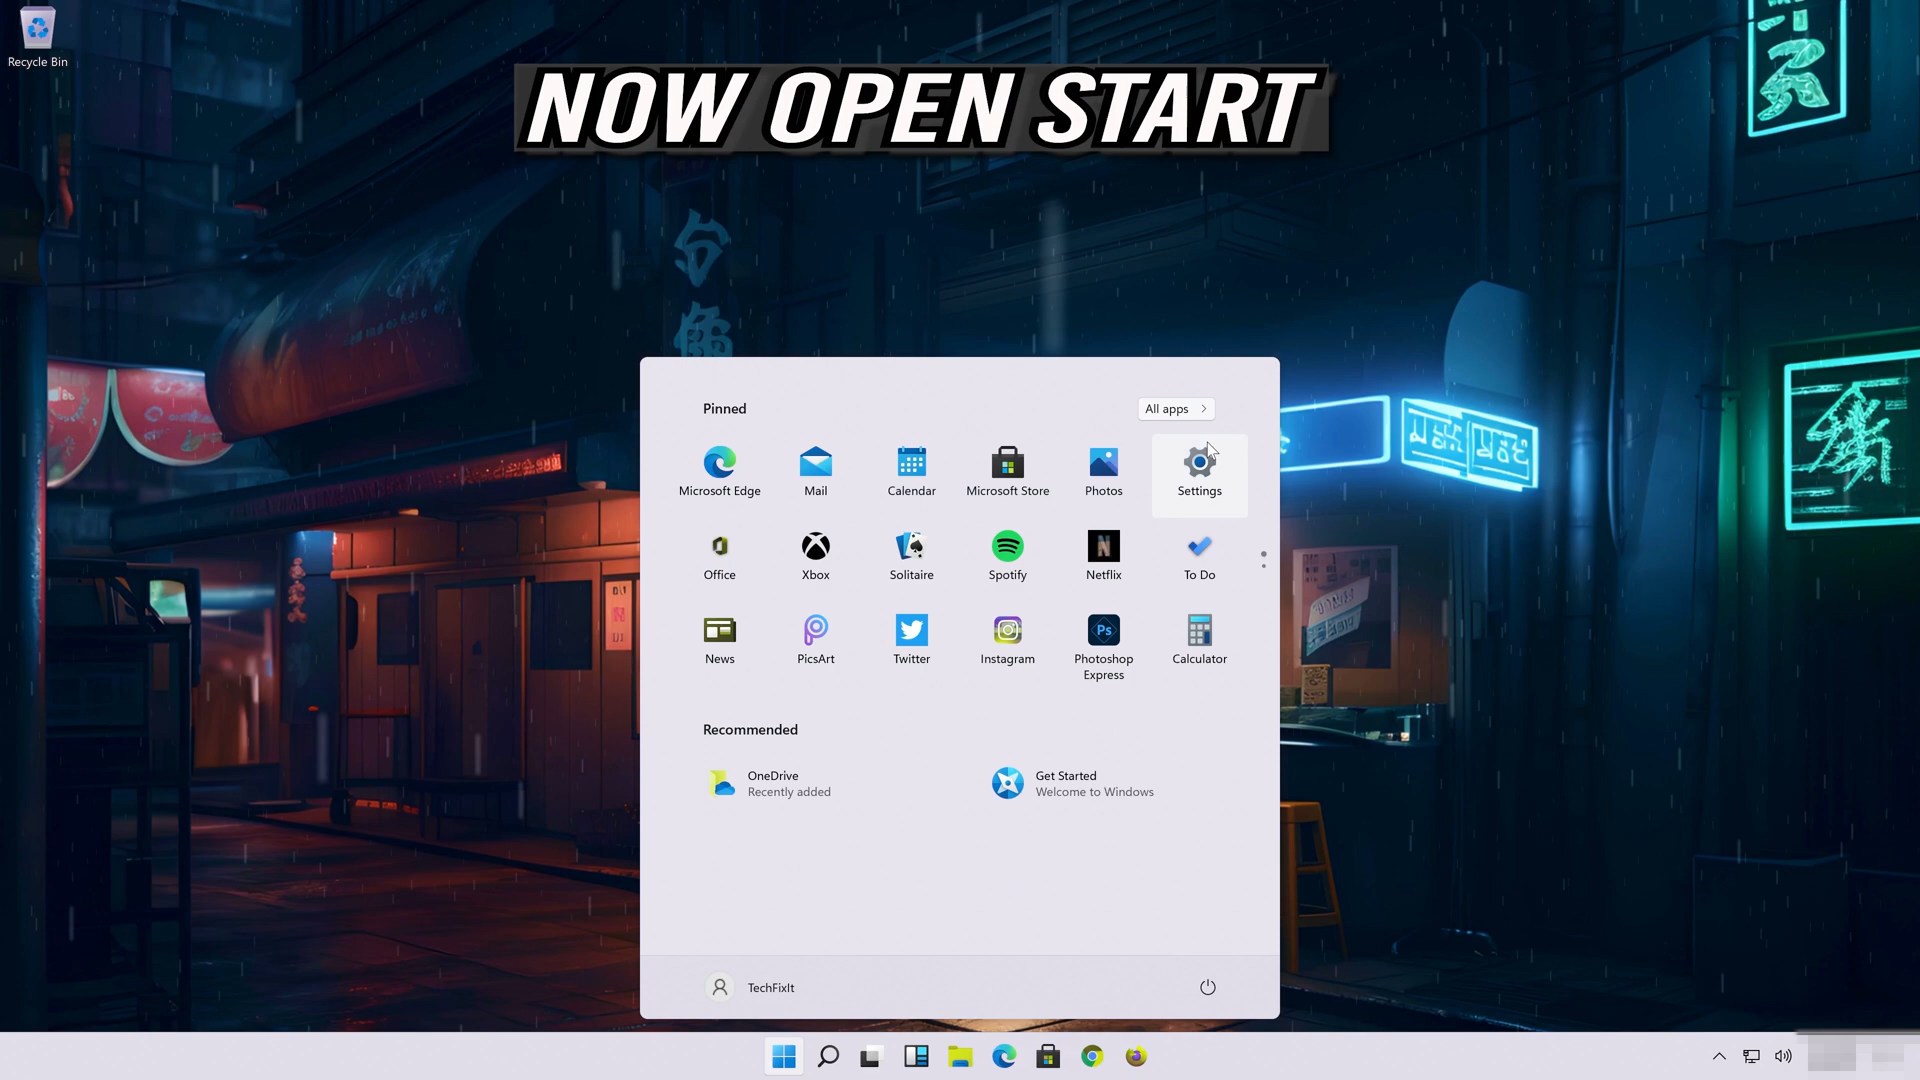 Recycle Bin
NOW OPEN START
Pinned
All apps
Microsoft Edge
Mail
Calendar
Microsoft Store
Photos
Settings
Office
Xbox
Solitaire
Spotify
Netflix
To Do
News
PicsArt
Twitter
Instagram
Photoshop
Express
Calculator
Recommended
OneDrive
Recently added
Get Started
Welcome to Windows
TechFixIt